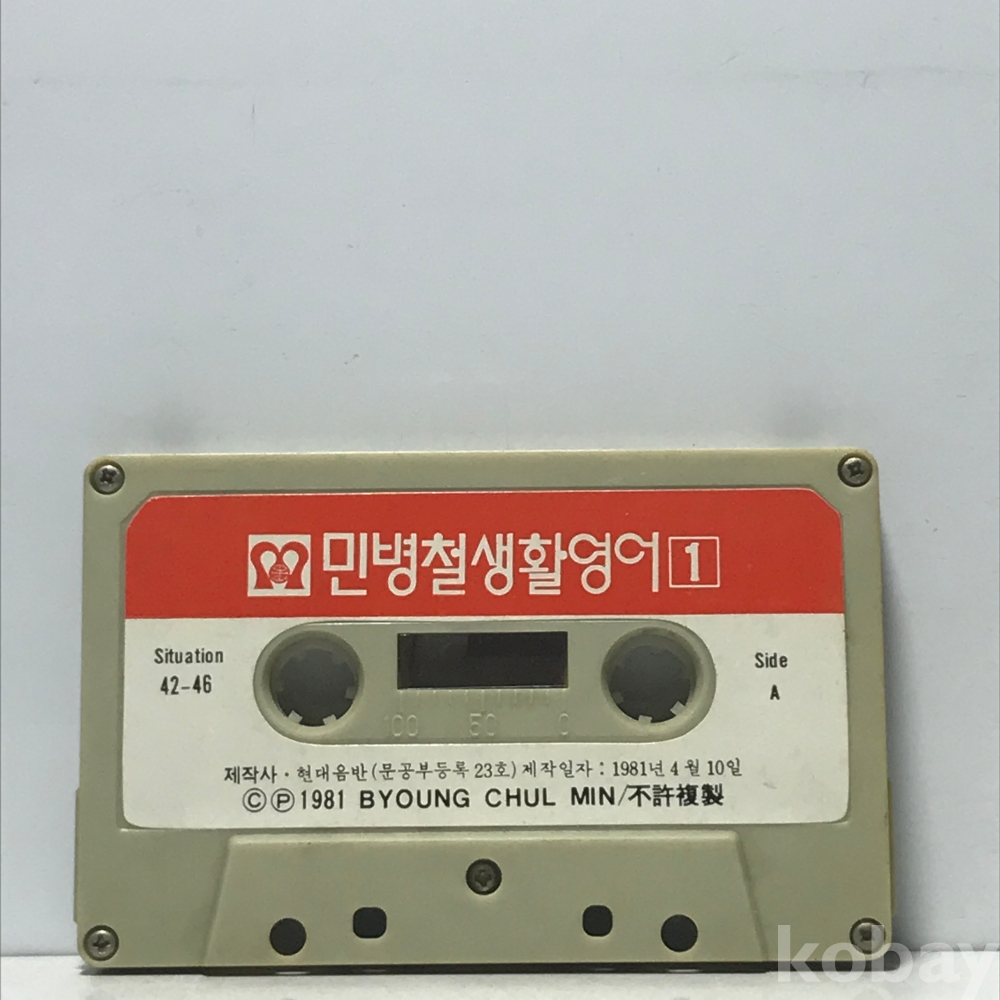 민병철생활영어 1
Situation
42-46
Side
A
100 50 0
제작사·현대음반(문공부등록 23호) 제작일자 : 1981년 4월 10일
ⒸⓅ1981 BYOUNG CHUL MIN/不許複製
kobay